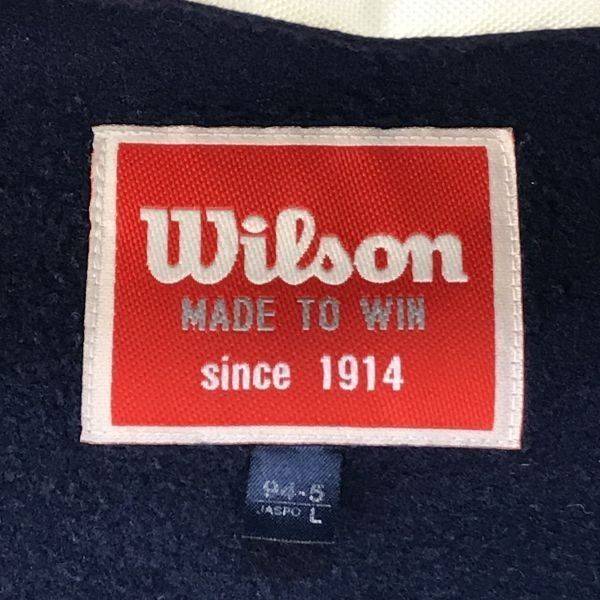 Wilson
MADE TO WIN
since 1914
94-5
JASPO L